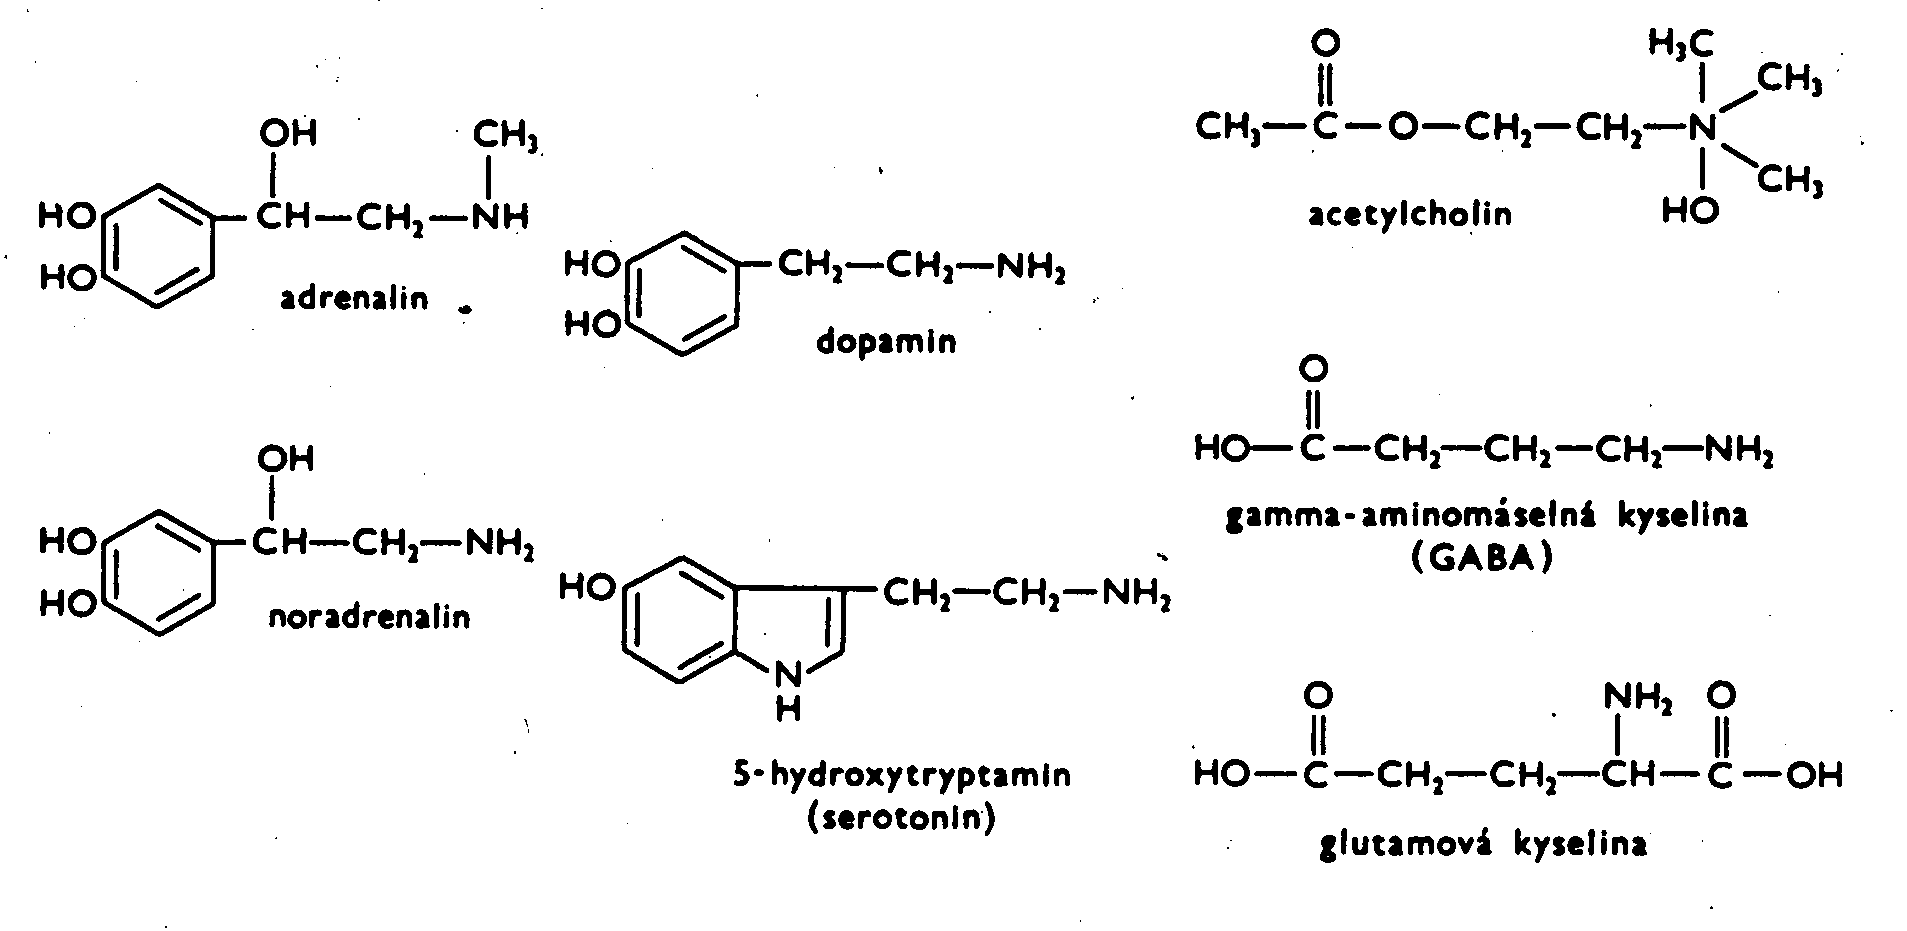 OH
CH₃
HO
CH—CH₂—NH
HO
adrenalin
HO
CH₂—CH₂—NH₂
HO
dopamin
O
H₃C
CH₃
CH₃—C—O—CH₂—CH₂—N
CH₃
HO
acetylcholin
OH
HO
CH—CH₂—NH₂
HO
noradrenalin
HO
CH₂—CH₂—NH₂
N
H
5-hydroxytryptamin
(serotonin)
O
HO—C—CH₂—CH₂—CH₂—NH₂
gamma-aminomáselná kyselina
(GABA)
O
NH₂
O
HO—C—CH₂—CH₂—CH—C—OH
glutamová kyselina